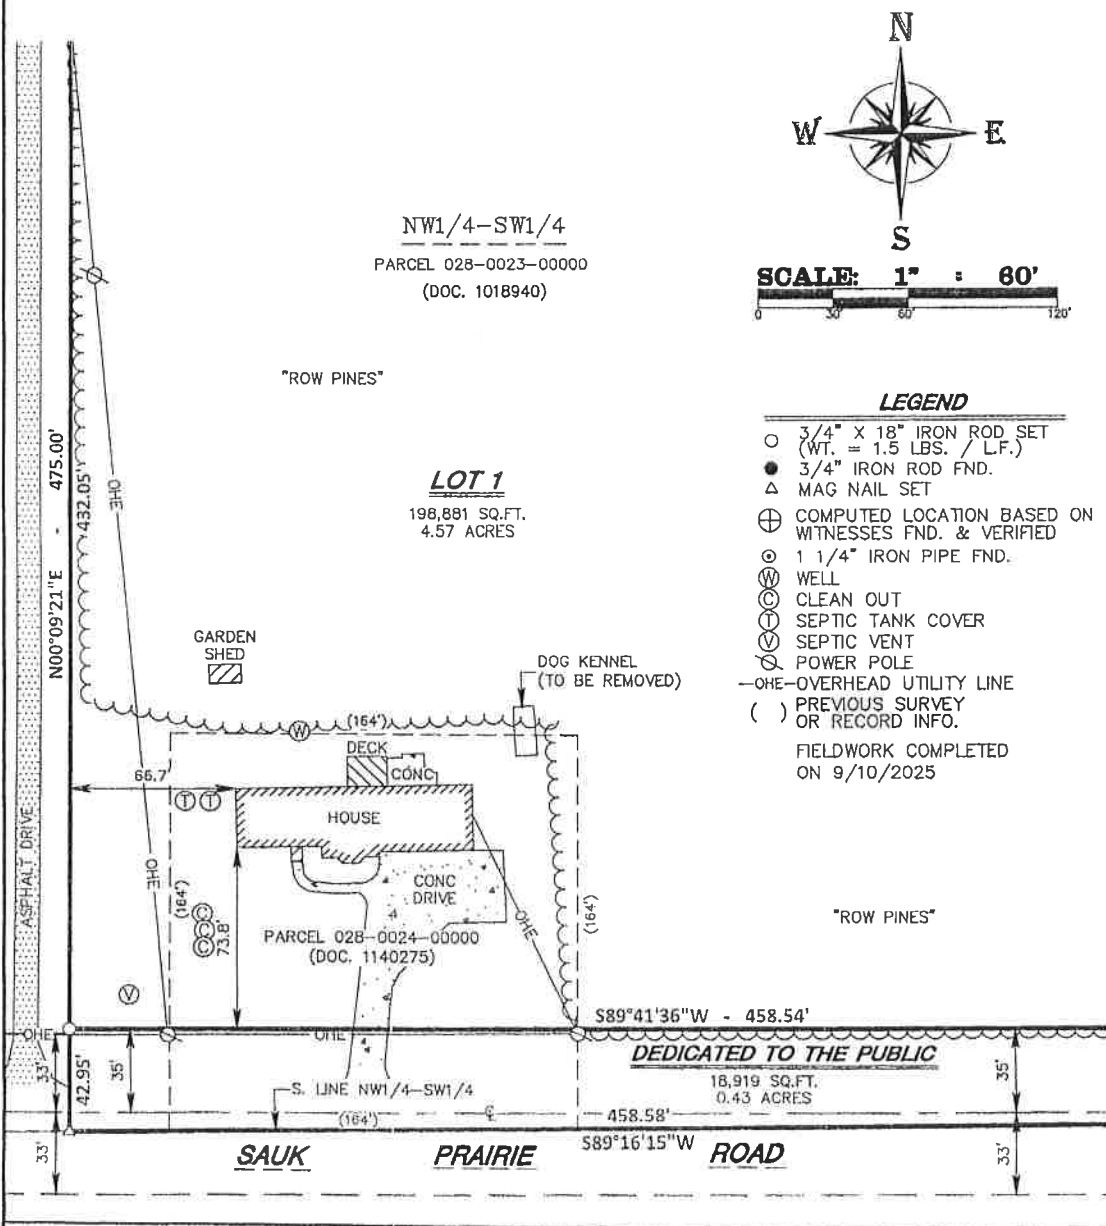 N
W E
S
SCALE: 1" : 60'
0 30' 60' 120'
NW1/4-SW1/4
PARCEL 028-0023-00000
(DOC. 1018940)
"ROW PINES"
LOT 1
198,881 SQ.FT.
4.57 ACRES
LEGEND
3/4" X 18" IRON ROD SET
(WT. = 1.5 LBS. / L.F.)
3/4" IRON ROD FND.
MAG NAIL SET
COMPUTED LOCATION BASED ON
WITNESSES FND. & VERIFIED
1 1/4" IRON PIPE FND.
W WELL
C CLEAN OUT
T SEPTIC TANK COVER
V SEPTIC VENT
POWER POLE
-OHE-OVERHEAD UTILITY LINE
( ) PREVIOUS SURVEY
OR RECORD INFO.
FIELDWORK COMPLETED
ON 9/10/2025
N00°09'21"E - 475.00'
432.05'
OHE
GARDEN
SHED
DOG KENNEL
(TO BE REMOVED)
(164')
W
DECK
CONC
66.7'
T T
HOUSE
ASPHALT DRIVE
OHE
(164')
C
C
C
73.8'
CONC
DRIVE
OHE
(164')
"ROW PINES"
PARCEL 028-0024-00000
(DOC. 1140275)
V
S89°41'36"W - 458.54'
OHE
OHE
DEDICATED TO THE PUBLIC
18,919 SQ.FT.
0.43 ACRES
33'
42.95'
35'
35'
S. LINE NW1/4-SW1/4
(164')
458.58'
S89°16'15"W
33'
33'
SAUK PRAIRIE ROAD